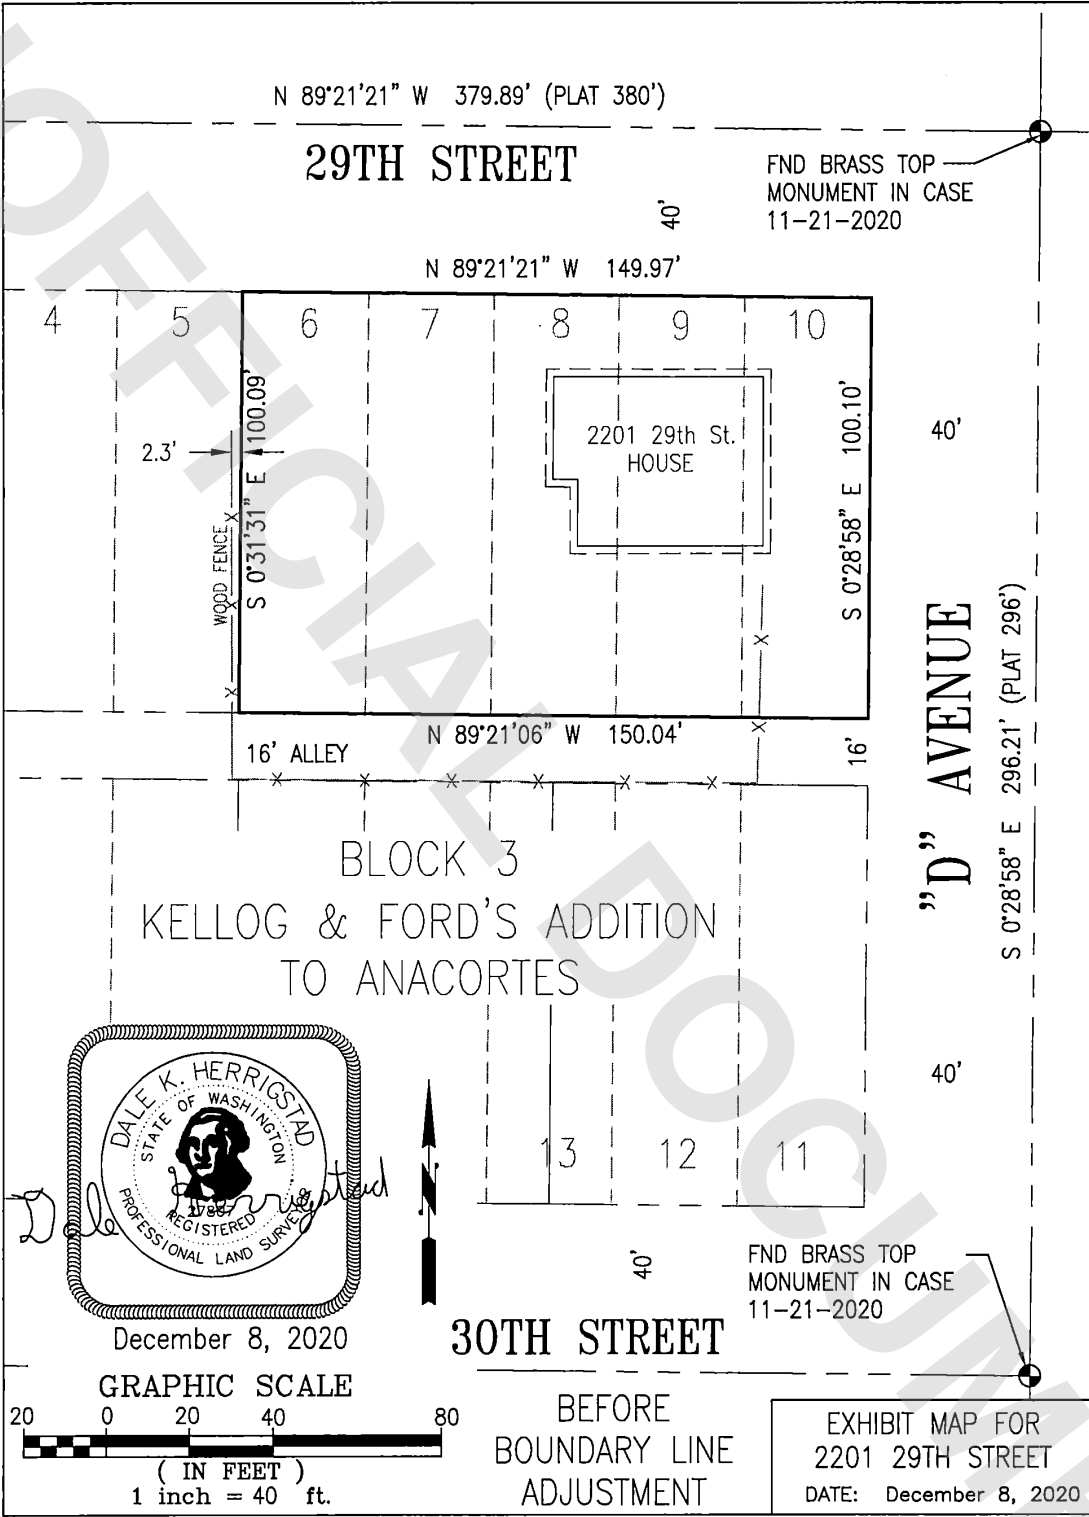 N 89°21'21" W 379.89' (PLAT 380')
29TH STREET
FND BRASS TOP
MONUMENT IN CASE
11-21-2020
40'
N 89°21'21" W 149.97'
4 5 6 7 8 9 10
2201 29th St.
HOUSE
2.3'
S 0°31'31" E 100.09'
WOOD FENCE
S 0°28'58" E 100.10'
40'
N 89°21'06" W 150.04'
16' ALLEY
16'
"D" AVENUE
S 0°28'58" E 296.21' (PLAT 296')
BLOCK 3
KELLOG & FORD'S ADDITION
TO ANACORTES
40'
13 12 11
DALE K. HERRIGSTAD
STATE OF WASHINGTON
REGISTERED
PROFESSIONAL LAND SURVEYOR
Dale Herrigstad
N
December 8, 2020
40'
FND BRASS TOP
MONUMENT IN CASE
11-21-2020
30TH STREET
GRAPHIC SCALE
20 0 20 40 80
( IN FEET )
1 inch = 40 ft.
BEFORE
BOUNDARY LINE
ADJUSTMENT
EXHIBIT MAP FOR
2201 29TH STREET
DATE: December 8, 2020
OFFICIAL DOCUM